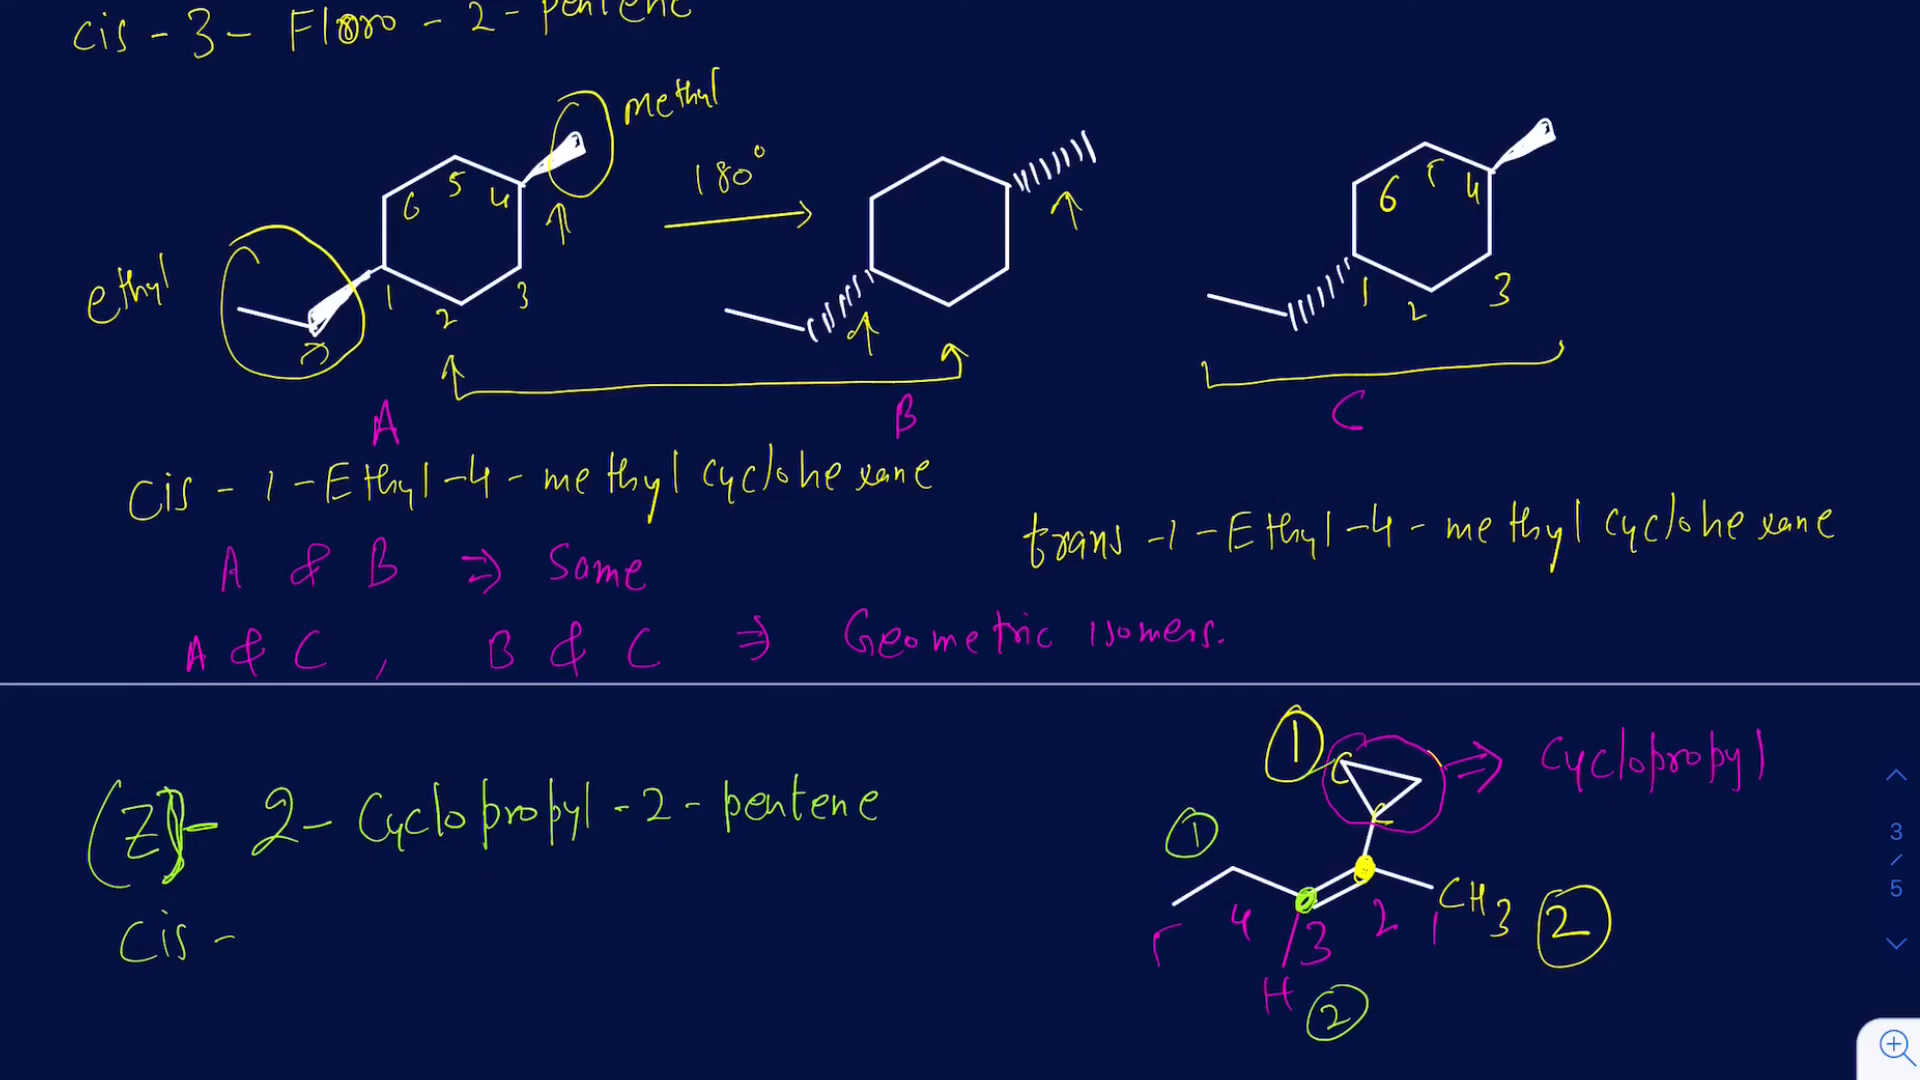 cis - 3 - Floro - 2 - pentene
methyl
180°
5
6
4
6
5
4
ethyl
1
2
3
1
2
3
A
B
C
Cis - 1 - Ethyl - 4 - methyl cyclohexane
trans - 1 - Ethyl - 4 - methyl cyclohexane
A & B ⇒ Same
A & C , B & C ⇒ Geometric isomers.
1
C
⇒ Cyclopropyl
(Z)- 2 - Cyclopropyl - 2 - pentene
C
1
3
/
5
CH3
2
5
4
3
2
1
Cis -
H
2